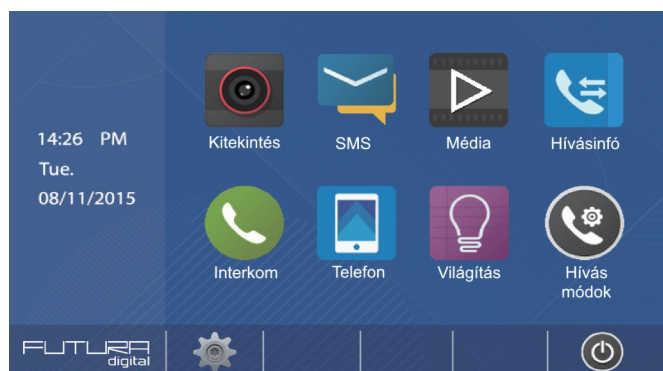 14:26 PM
Tue.
08/11/2015
Kitekintés
SMS
Média
Hívásinfó
Interkom
Telefon
Világítás
Hívás
módok
FUTURA
digital